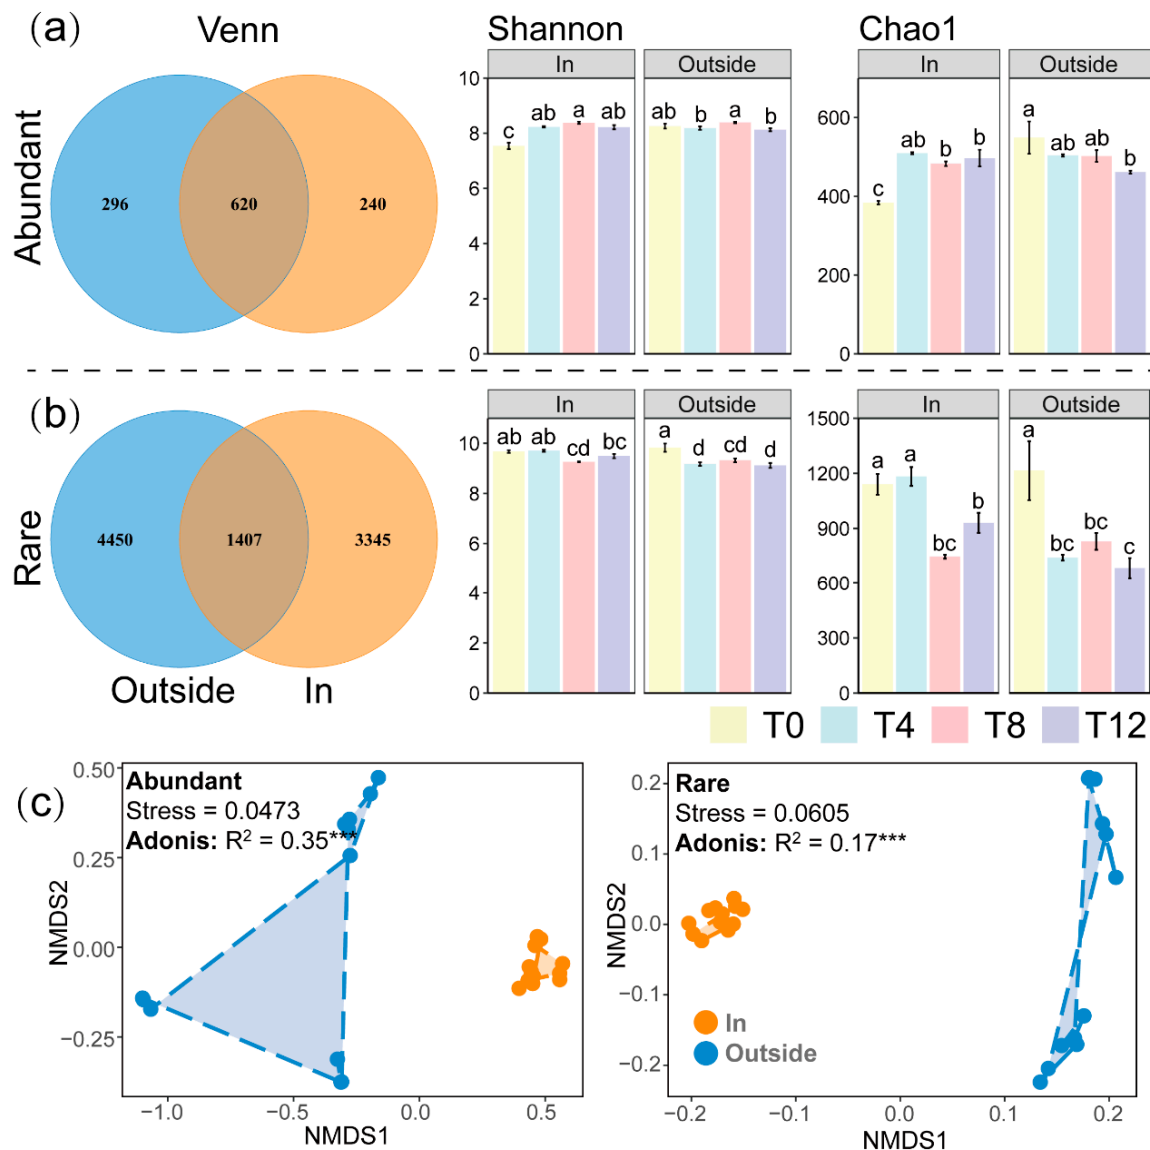 (a)
Venn
Shannon
Chao1
Abundant
296
620
240
In
Outside
10
8
6
4
2
0
c
ab
a
ab
ab
b
a
b
In
Outside
600
400
200
0
c
ab
b
b
a
ab
ab
b
(b)
Rare
4450
1407
3345
Outside
In
In
Outside
10
8
6
4
2
0
ab
ab
cd
bc
a
d
cd
d
In
Outside
1500
1200
900
600
300
0
a
a
bc
b
a
bc
bc
c
T0
T4
T8
T12
(c)
Abundant
Stress = 0.0473
Adonis: R² = 0.35***
NMDS2
0.50
0.25
0.00
−0.25
−1.0
−0.5
0.0
0.5
NMDS1
Rare
Stress = 0.0605
Adonis: R² = 0.17***
NMDS2
0.2
0.1
0.0
−0.1
−0.2
In
Outside
−0.2
−0.1
0.0
0.1
0.2
NMDS1